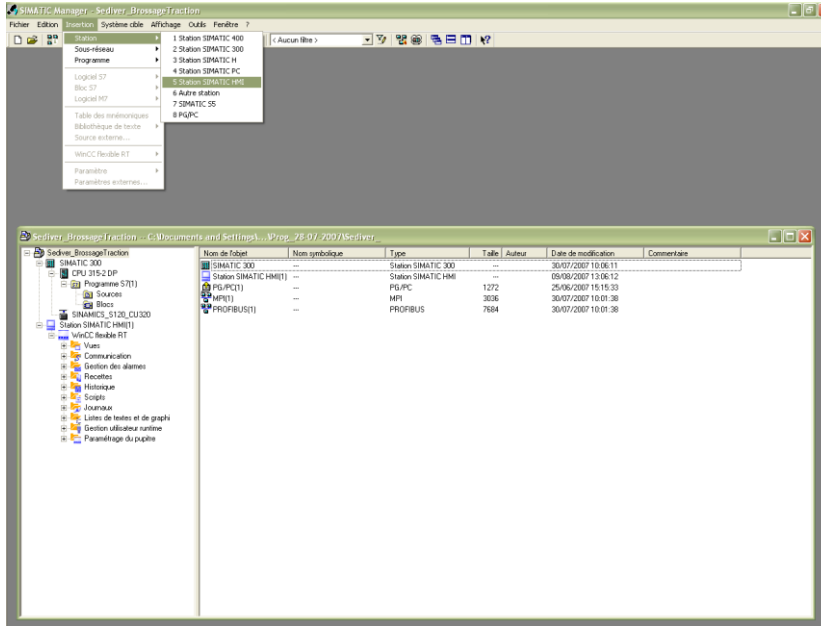 SIMATIC Manager - Sediver_BrossageTraction
Fichier Edition Insertion Système cible Affichage Outils Fenêtre ?
< Aucun filtre >
Station
Sous-réseau
Programme
Logiciel S7
Bloc S7
Logiciel M7
Table des mnémoniques
Bibliothèque de texte
Source externe...
WinCC flexible RT
Paramètre
Paramètres externes...
1 Station SIMATIC 400
2 Station SIMATIC 300
3 Station SIMATIC H
4 Station SIMATIC PC
5 Station SIMATIC HMI
6 Autre station
7 SIMATIC S5
8 PG/PC
Sediver_BrossageTraction -- C:\Documents and Settings\...\Prog_28-07-2007\Sediver_
Sediver_BrossageTraction
SIMATIC 300
CPU 315-2 DP
Programme S7(1)
Sources
Blocs
SINAMICS_S120_CU320
Station SIMATIC HMI(1)
WinCC flexible RT
Vues
Communication
Gestion des alarmes
Recettes
Historique
Scripts
Journaux
Listes de textes et de graphi
Gestion utilisateur runtime
Paramétrage du pupitre
Nom de l'objet Nom symbolique Type Taille Auteur Date de modification Commentaire
SIMATIC 300 --- Station SIMATIC 300 --- 30/07/2007 10:06:11
Station SIMATIC HMI(1) --- Station SIMATIC HMI --- 09/08/2007 13:06:12
PG/PC(1) --- PG/PC 1272 25/06/2007 15:15:33
MPI(1) --- MPI 3036 30/07/2007 10:01:38
PROFIBUS(1) --- PROFIBUS 7684 30/07/2007 10:01:38